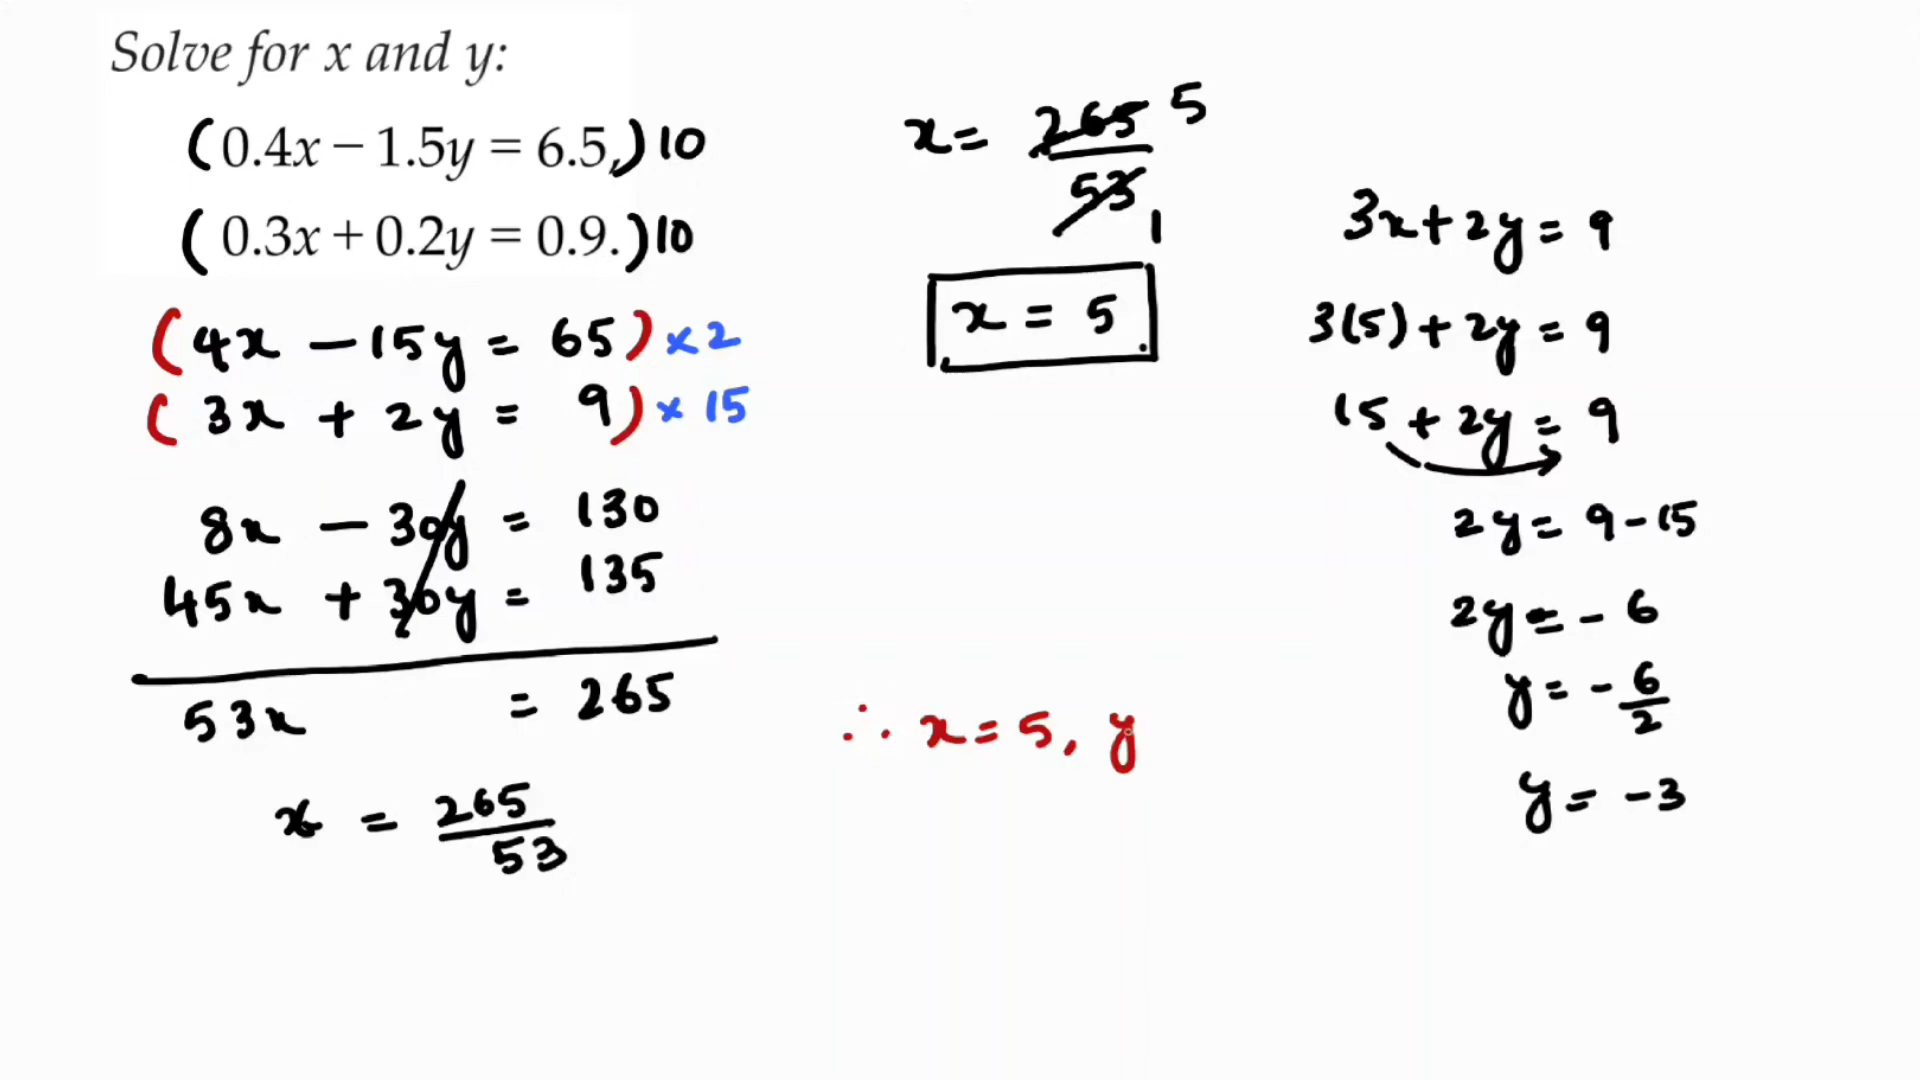 Solve for x and y:
(0.4x − 1.5y = 6.5,)10
(0.3x + 0.2y = 0.9.)10
(4x − 15y = 65) × 2
(3x + 2y = 9) × 15
8x − 30y = 130
45x + 30y = 135
53x = 265
x = 265/53
x = 265/53 5 1
x = 5
∴ x = 5, y
3x + 2y = 9
3(5) + 2y = 9
15 + 2y = 9
2y = 9 - 15
2y = - 6
y = - 6/2
y = -3